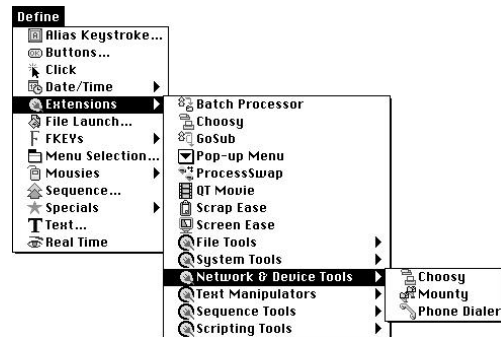 Define
Alias Keystroke...
Buttons...
Click
Date/Time
Extensions
File Launch...
FKEYs
Menu Selection...
Mousies
Sequence...
Specials
Text...
Real Time
Batch Processor
Choosy
GoSub
Pop-up Menu
ProcessSwap
QT Movie
Scrap Ease
Screen Ease
File Tools
System Tools
Network & Device Tools
Text Manipulators
Sequence Tools
Scripting Tools
Choosy
Mounty
Phone Dialer